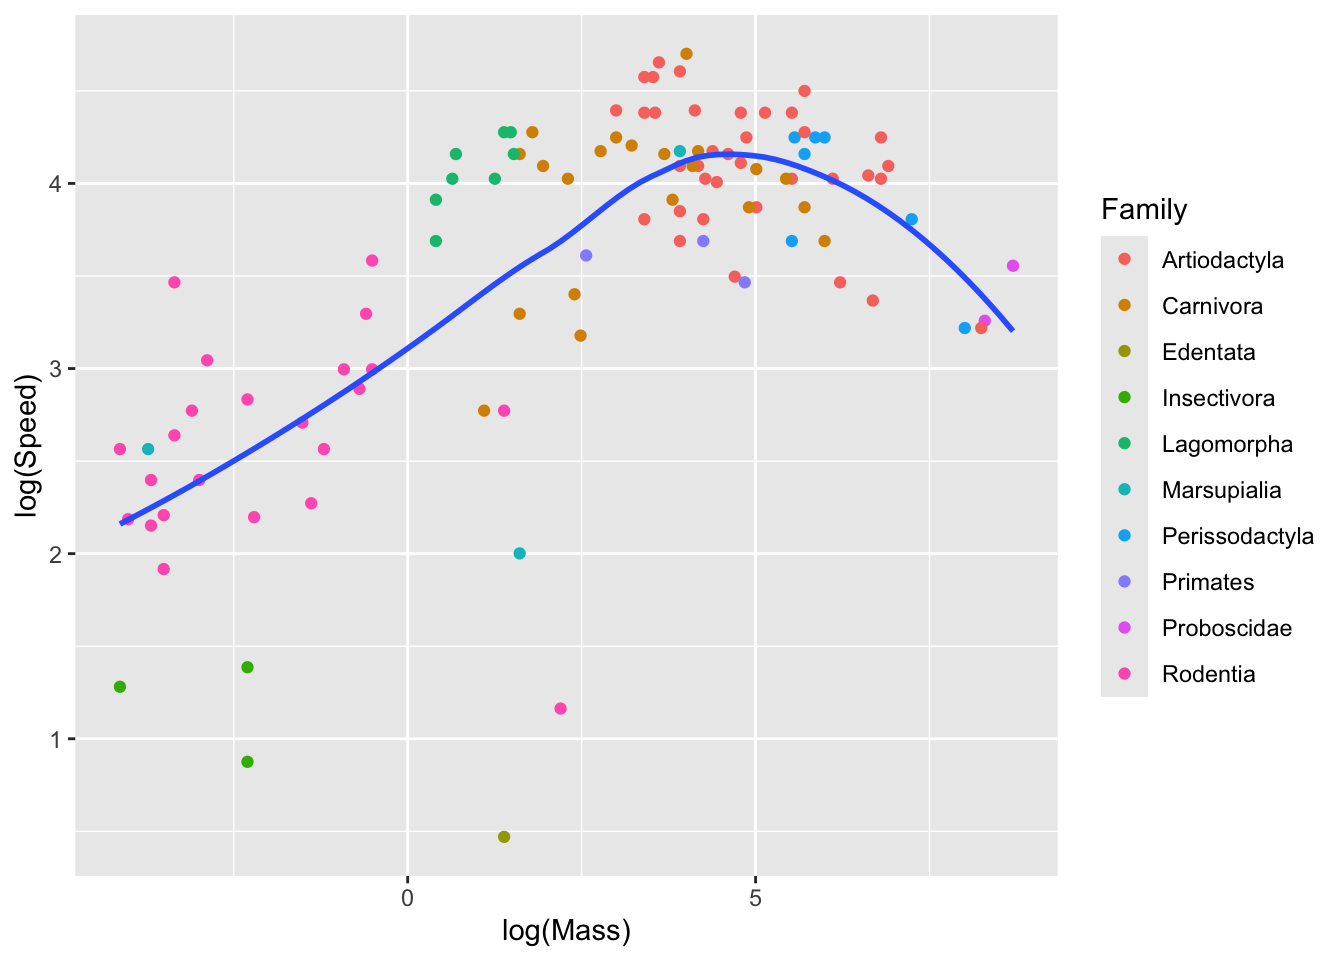 4
3
2
1
0
5
log(Speed)
log(Mass)
Family
Artiodactyla
Carnivora
Edentata
Insectivora
Lagomorpha
Marsupialia
Perissodactyla
Primates
Proboscidae
Rodentia